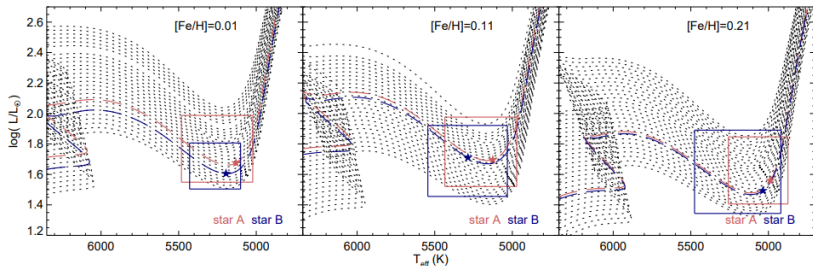 [Fe/H]=0.01 [Fe/H]=0.11 [Fe/H]=0.21
2.6
2.4
2.2
2.0
1.8
1.6
1.4
1.2
log( L/L☉)
star A star B star A star B star A star B
6000 5500 5000 6000 5500 5000 6000 5500 5000
Teff (K)